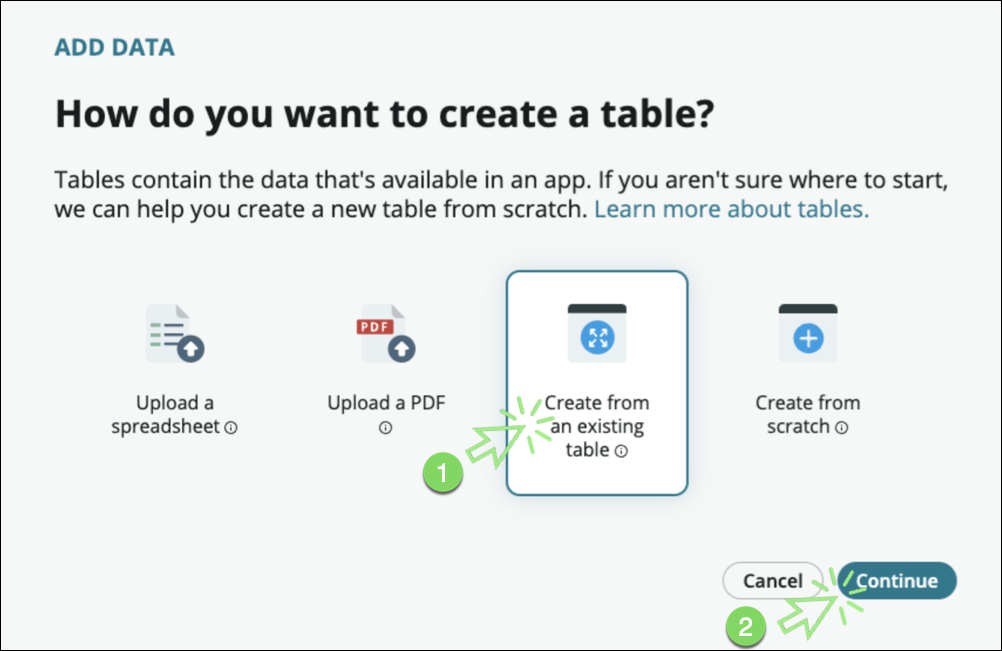 ADD DATA
How do you want to create a table?
Tables contain the data that's available in an app. If you aren't sure where to start,
we can help you create a new table from scratch. Learn more about tables.
PDF
Upload a
spreadsheet
Upload a PDF
Create from
an existing
table
Create from
scratch
1
Cancel
Continue
2